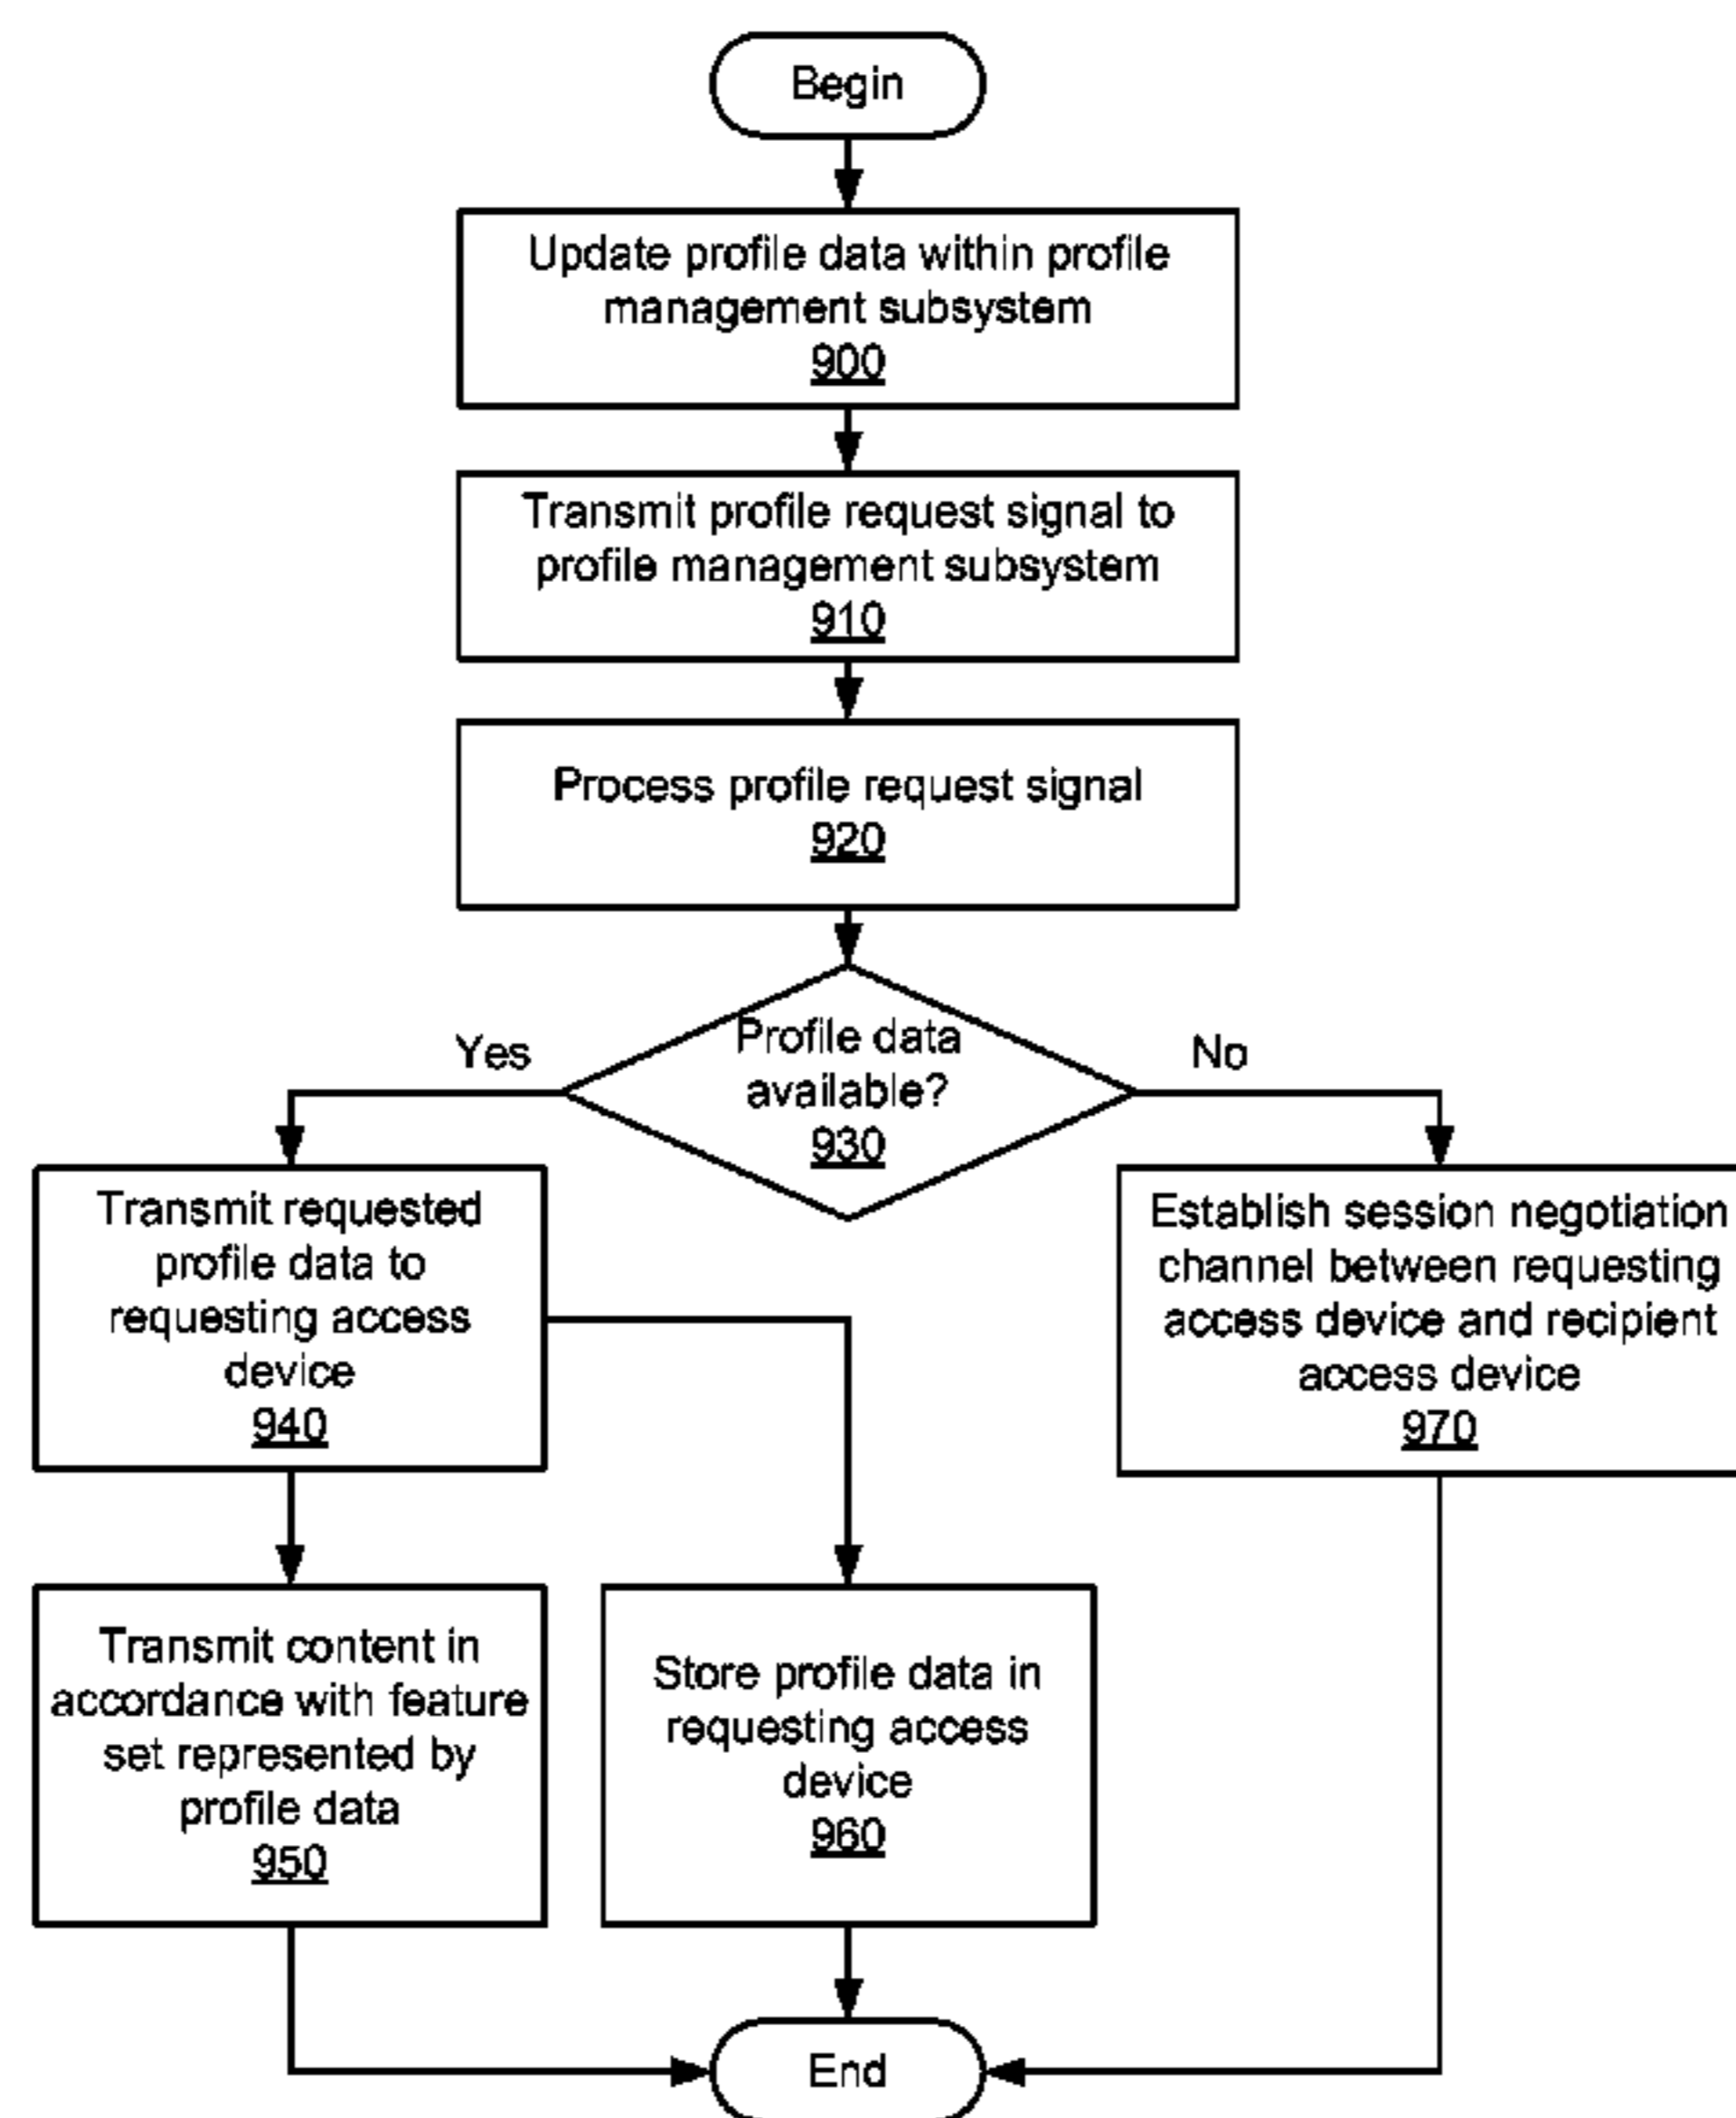 Begin
Update profile data within profile
management subsystem
900
Transmit profile request signal to
profile management subsystem
910
Process profile request signal
920
Profile data
available?
930
Yes
No
Transmit requested
profile data to
requesting access
device
940
Establish session negotiation
channel between requesting
access device and recipient
access device
970
Transmit content in
accordance with feature
set represented by
profile data
950
Store profile data in
requesting access
device
960
End